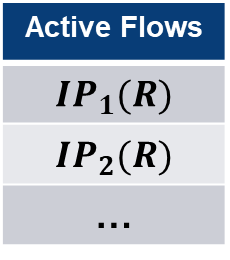 Active Flows
IP₁(R)
IP₂(R)
...